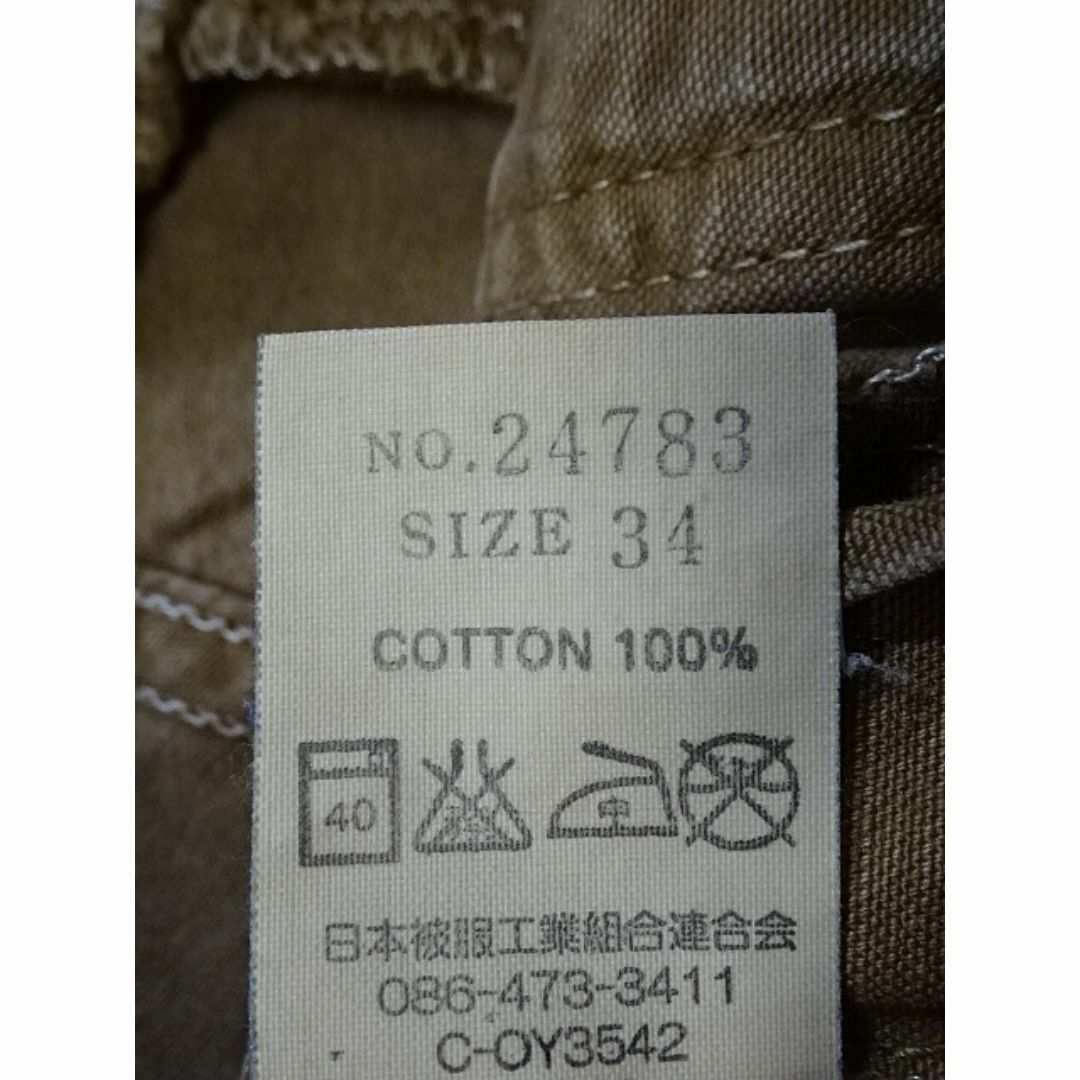 NO.24783
SIZE 34
COTTON 100%
40 中
日本被服工業組合連合会
086-473-3411
C-OY3542